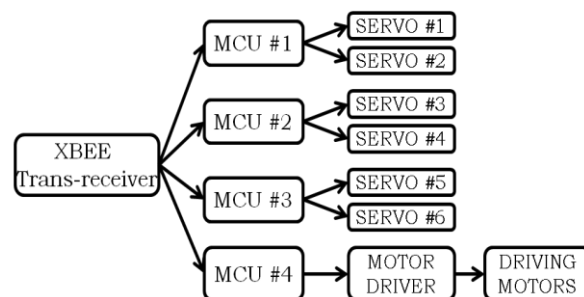 XBEE
Trans-receiver
MCU #1
SERVO #1
SERVO #2
MCU #2
SERVO #3
SERVO #4
MCU #3
SERVO #5
SERVO #6
MCU #4
MOTOR
DRIVER
DRIVING
MOTORS